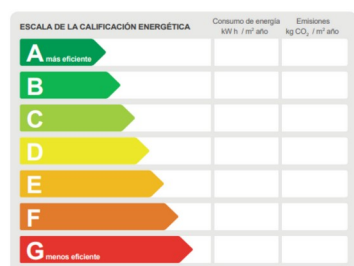 ESCALA DE LA CALIFICACIÓN ENERGÉTICA
Consumo de energía
kW h / m² año
Emisiones
kg CO₂ / m² año
A más eficiente
B
C
D
E
F
G menos eficiente